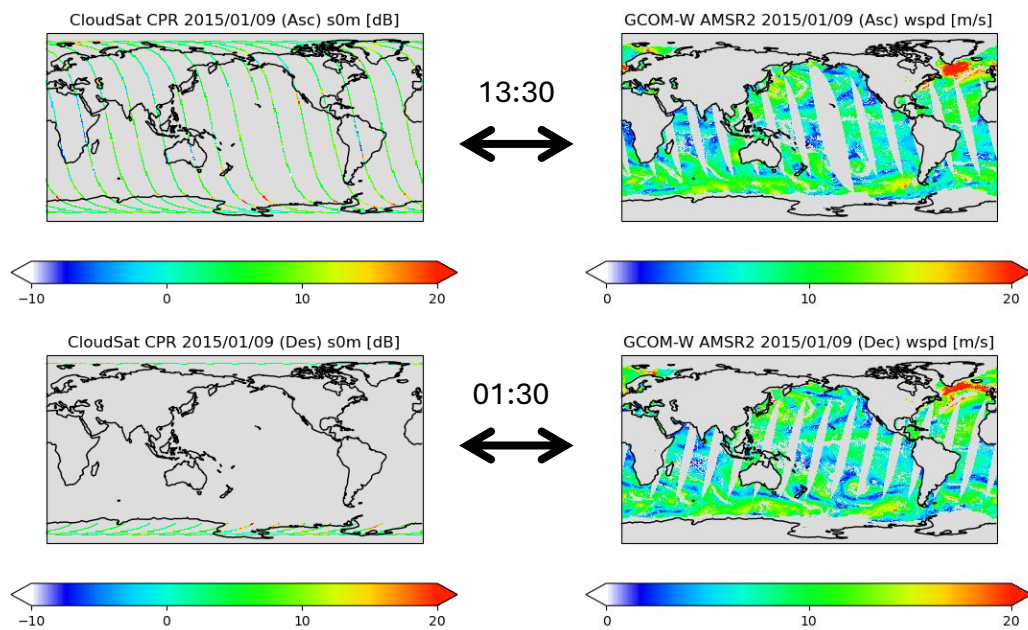 CloudSat CPR 2015/01/09 (Asc) s0m [dB]
GCOM-W AMSR2 2015/01/09 (Asc) wspd [m/s]
13:30
−10 0 10 20
0 10 20
CloudSat CPR 2015/01/09 (Des) s0m [dB]
GCOM-W AMSR2 2015/01/09 (Dec) wspd [m/s]
01:30
−10 0 10 20
0 10 20